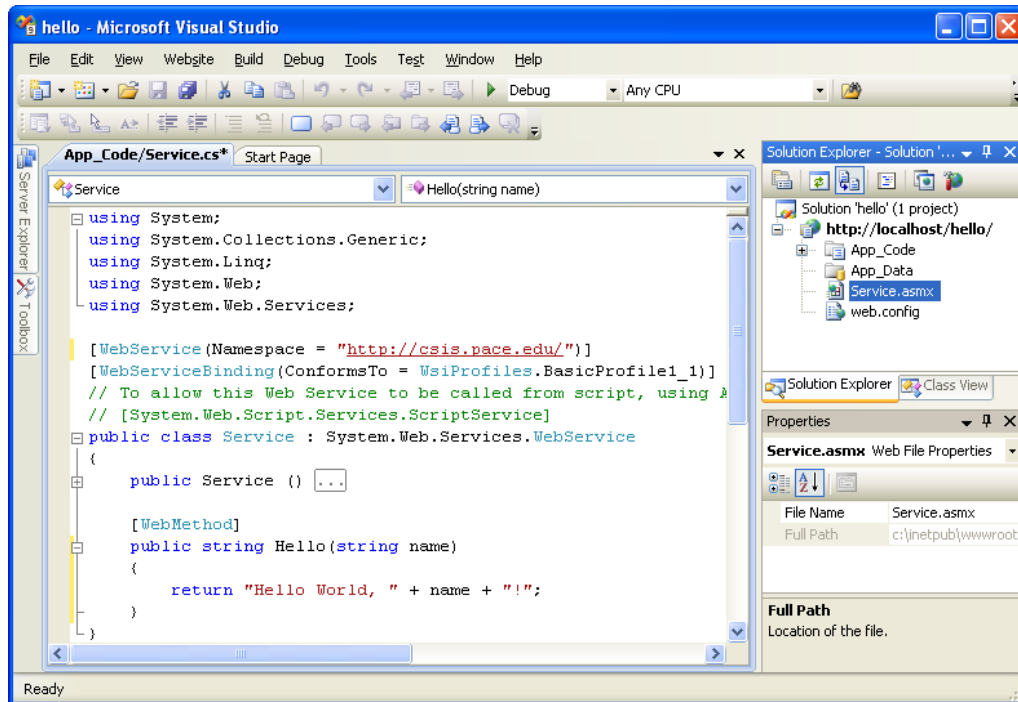 hello - Microsoft Visual Studio
File Edit View Website Build Debug Tools Test Window Help
Debug Any CPU
Server Explorer
Toolbox
App_Code/Service.cs* Start Page
Service Hello(string name)
using System;
using System.Collections.Generic;
using System.Linq;
using System.Web;
using System.Web.Services;
[WebService(Namespace = "http://csis.pace.edu/")]
[WebServiceBinding(ConformsTo = WsiProfiles.BasicProfile1_1)]
// To allow this Web Service to be called from script, using
// [System.Web.Script.Services.ScriptService]
public class Service : System.Web.Services.WebService
{
public Service () ...
[WebMethod]
public string Hello(string name)
{
return "Hello World, " + name + "!";
}
}
Solution Explorer - Solution '...
Solution 'hello' (1 project)
http://localhost/hello/
App_Code
App_Data
Service.asmx
web.config
Solution Explorer Class View
Properties
Service.asmx Web File Properties
File Name Service.asmx
Full Path c:\inetpub\wwwroot
Full Path
Location of the file.
Ready